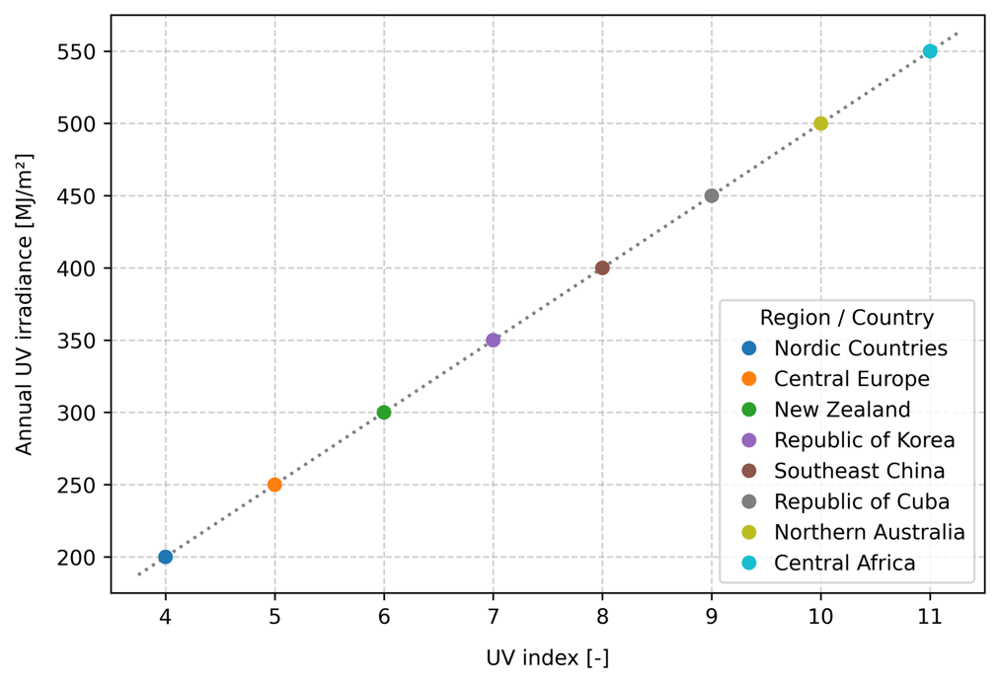 Annual UV irradiance [MJ/m²]
550
500
450
400
350
300
250
200
Region / Country
Nordic Countries
Central Europe
New Zealand
Republic of Korea
Southeast China
Republic of Cuba
Northern Australia
Central Africa
4 5 6 7 8 9 10 11
UV index [-]